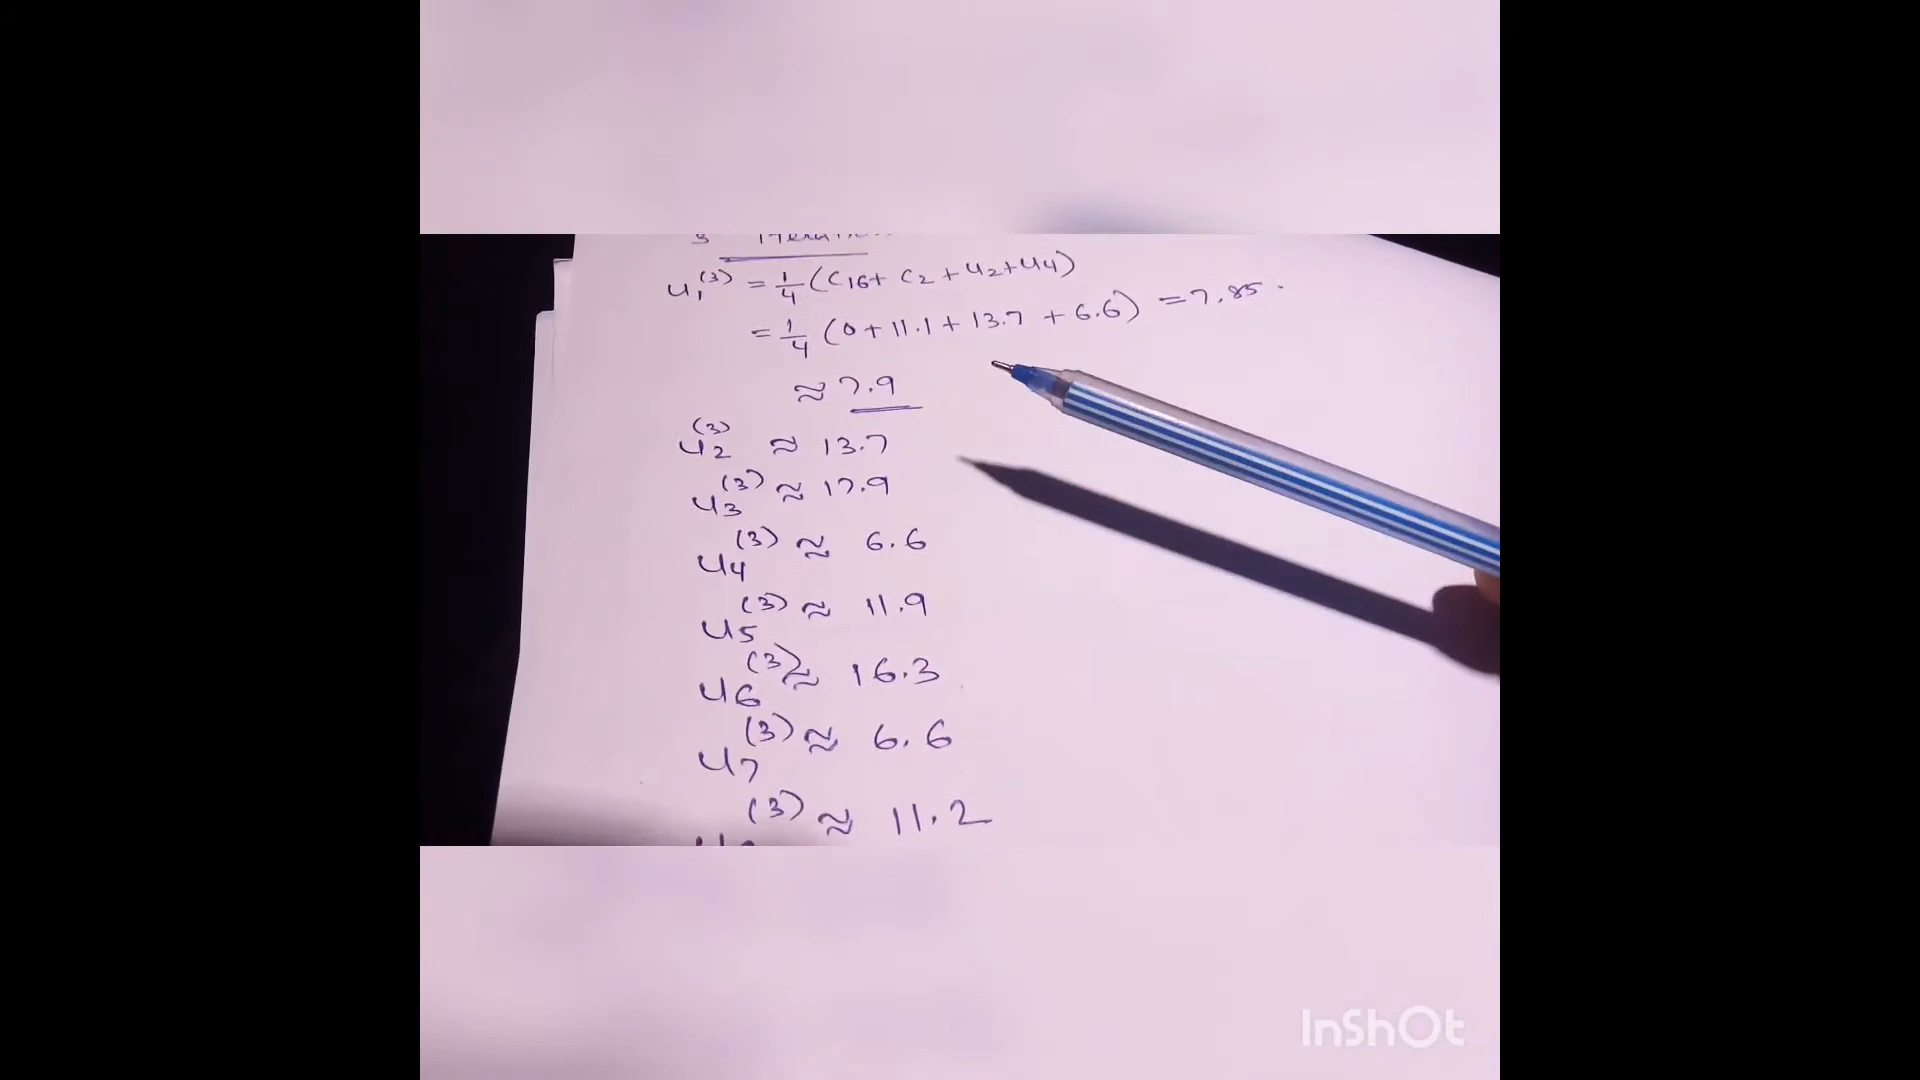 3 Iteration
u₁⁽³⁾ = 1/4 (C16 + C2 + u2 + u4)
= 1/4 (0 + 11.1 + 13.7 + 6.6) = 7.85.
≈ 7.9
u₂⁽³⁾ ≈ 13.7
u₃⁽³⁾ ≈ 17.9
u₄⁽³⁾ ≈ 6.6
u₅⁽³⁾ ≈ 11.9
u₆⁽³⁾ ≈ 16.3
u₇⁽³⁾ ≈ 6.6
⁽³⁾ ≈ 11.2
InShOt